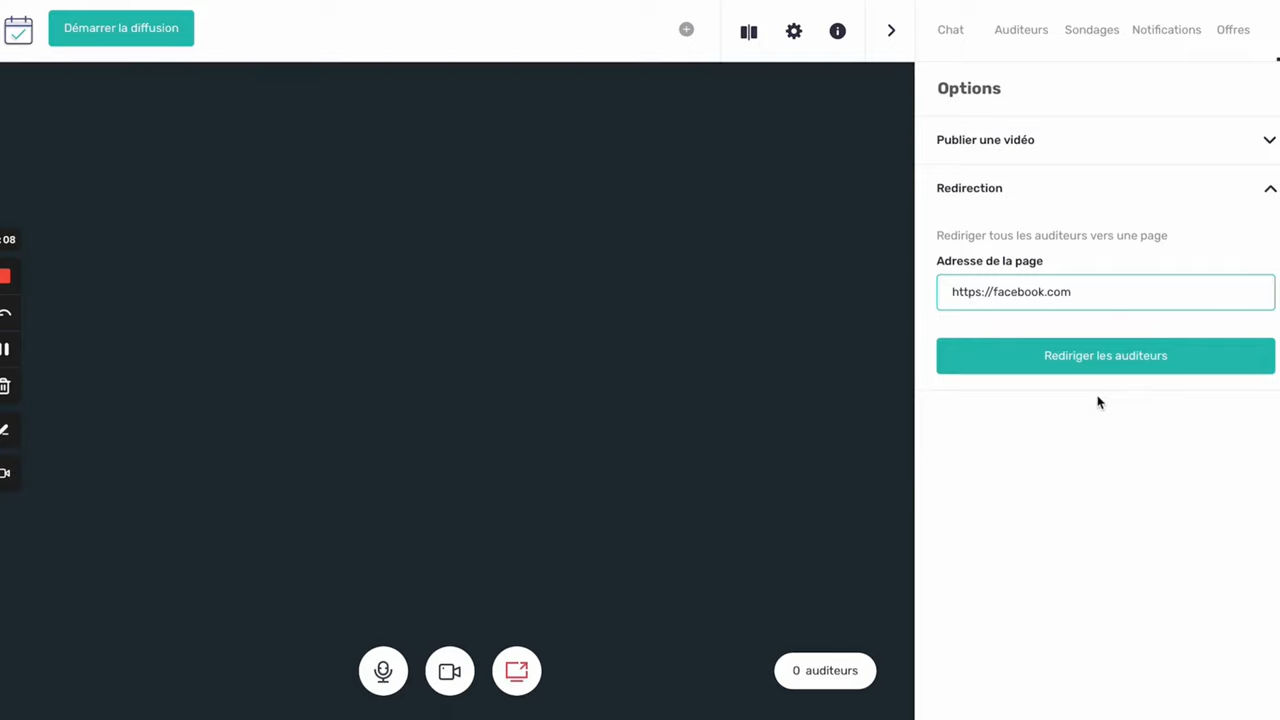 Démarrer la diffusion
Chat
Auditeurs
Sondages
Notifications
Offres
Options
Publier une vidéo
Redirection
:08
Rediriger tous les auditeurs vers une page
Adresse de la page
https://facebook.com
Rediriger les auditeurs
0 auditeurs